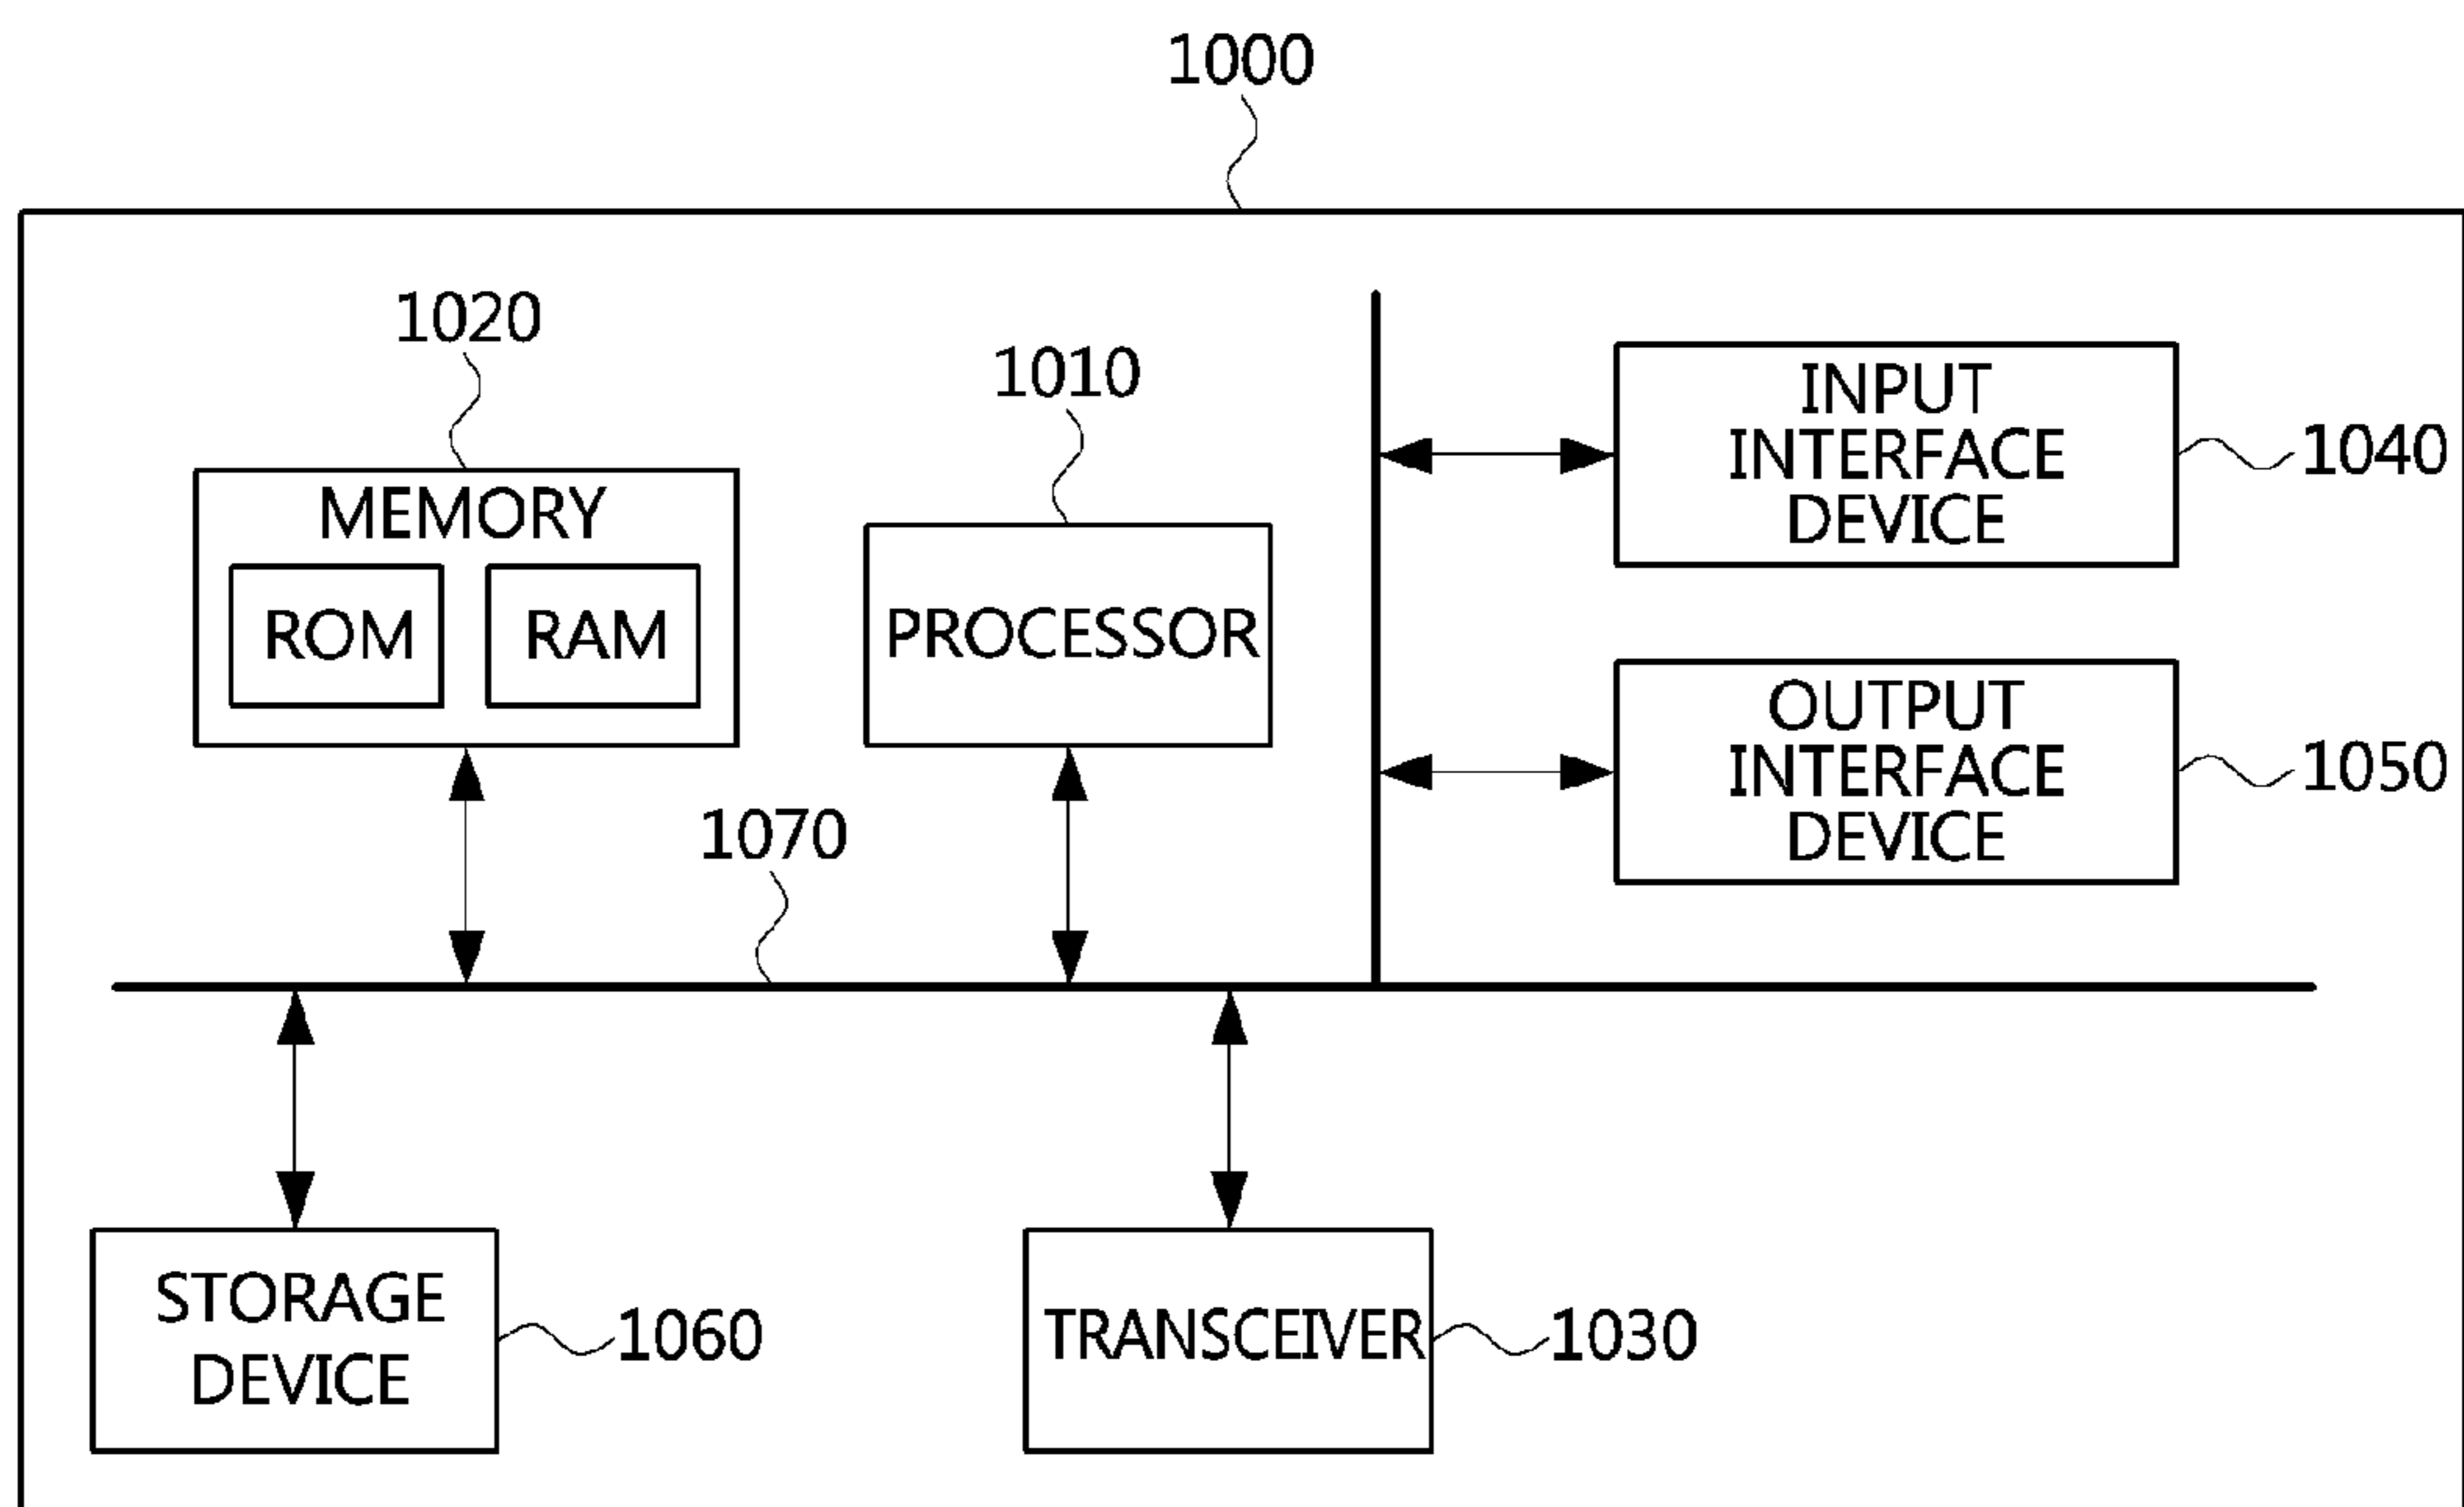 1000
1020
1010
MEMORY
ROM
RAM
PROCESSOR
INPUT
INTERFACE
DEVICE
1040
OUTPUT
INTERFACE
DEVICE
1050
1070
STORAGE
DEVICE
1060
TRANSCEIVER
1030